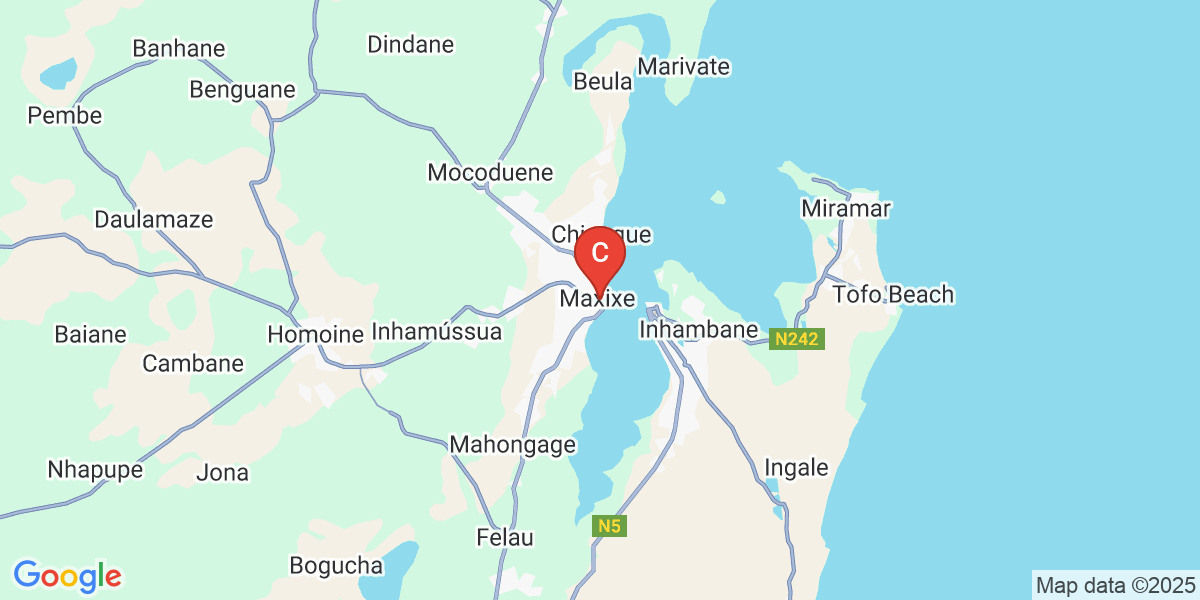 Dindane
Banhane
Marivate
Beula
Benguane
Pembe
Mocoduene
Miramar
Daulamaze
C
Tofo Beach
Maxixe
Inhambane
Homoine
Inhamússua
Baiane
N242
Cambane
Mahongage
Ingale
Nhapupe
Jona
N5
Felau
Bogucha
Google
Map data ©2025